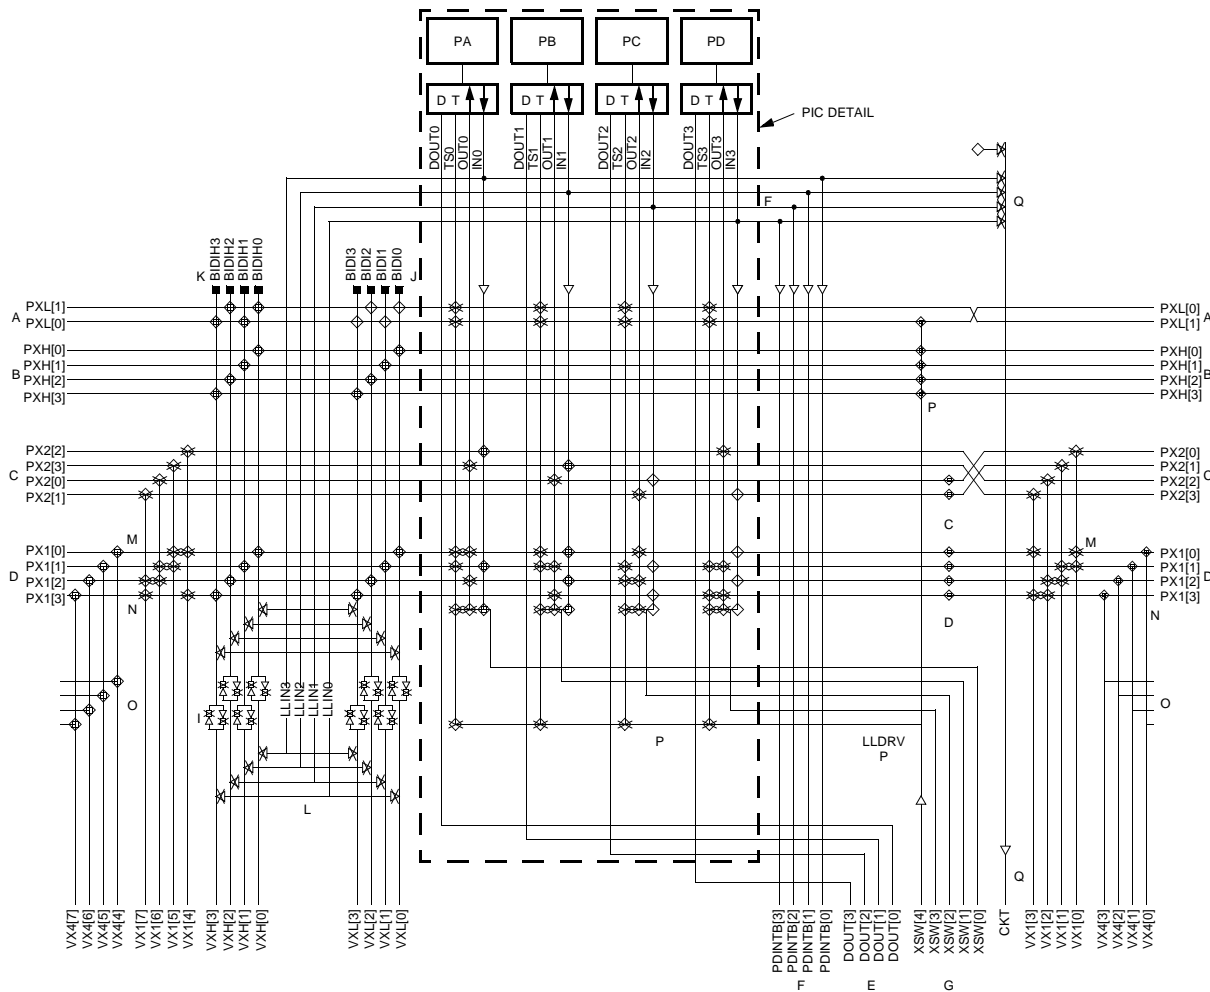 PA PB PC PD
D T D T D T D T
PIC DETAIL
DOUT0 TS0 OUT0 IN0 DOUT1 TS1 OUT1 IN1 DOUT2 TS2 OUT2 IN2 DOUT3 TS3 OUT3 IN3
F Q
K BIDIH3 BIDIH2 BIDIH1 BIDIH0 BIDI3 BIDI2 BIDI1 BIDI0 J
PXL[1] PXL[0]
A PXL[0] PXL[1] A
PXH[0] PXH[0]
PXH[1] PXH[1]
B PXH[2] PXH[2] B
PXH[3] PXH[3]
P
PX2[2] PX2[0]
PX2[3] PX2[1]
C PX2[0] PX2[2] C
PX2[1] PX2[3]
C
M M
PX1[0] PX1[0]
PX1[1] PX1[1]
D PX1[2] PX1[2] D
PX1[3] PX1[3]
N D N
LLIN3 LLIN2 LLIN1 LLIN0
O O
I
P LLDRV
P
L
Q
VX4[7] VX4[6] VX4[5] VX4[4] VX1[7] VX1[6] VX1[5] VX1[4] VXH[3] VXH[2] VXH[1] VXH[0] VXL[3] VXL[2] VXL[1] VXL[0] PDINTB[3] PDINTB[2] PDINTB[1] PDINTB[0] DOUT[3] DOUT[2] DOUT[1] DOUT[0] XSW[4] XSW[3] XSW[2] XSW[1] XSW[0] CKT VX1[3] VX1[2] VX1[1] VX1[0] VX4[3] VX4[2] VX4[1] VX4[0]
F E G